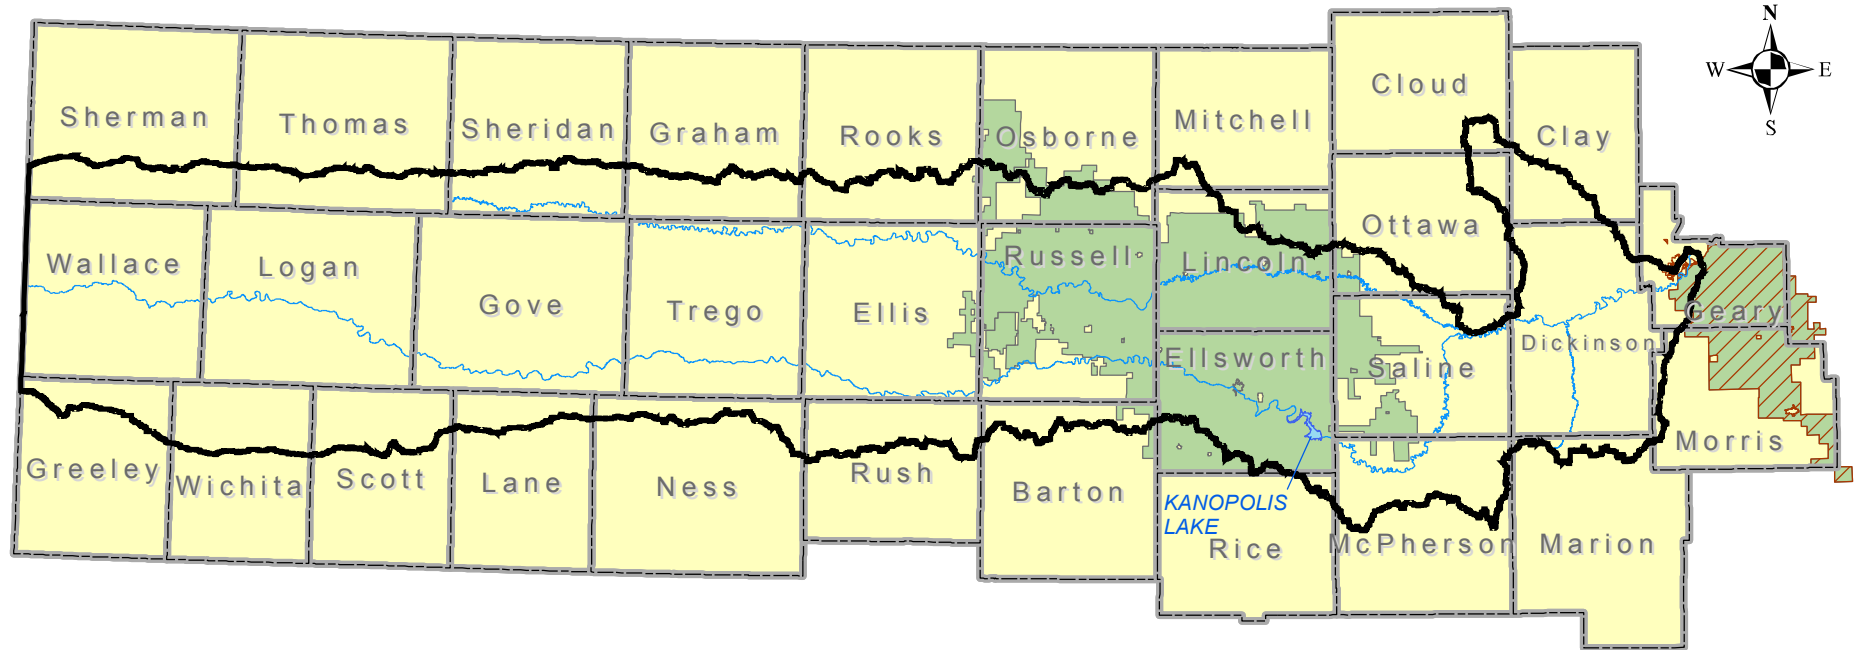 N
W E
S
Cloud
Sherman Thomas Sheridan Graham Rooks Osborne Mitchell Clay
Ottawa
Wallace Logan Russell Lincoln
Gove Trego Ellis Geary
Ellsworth Saline Dickinson
Greeley Wichita Scott Lane Ness Rush Barton Morris
KANOPOLIS
LAKE
Rice McPherson Marion